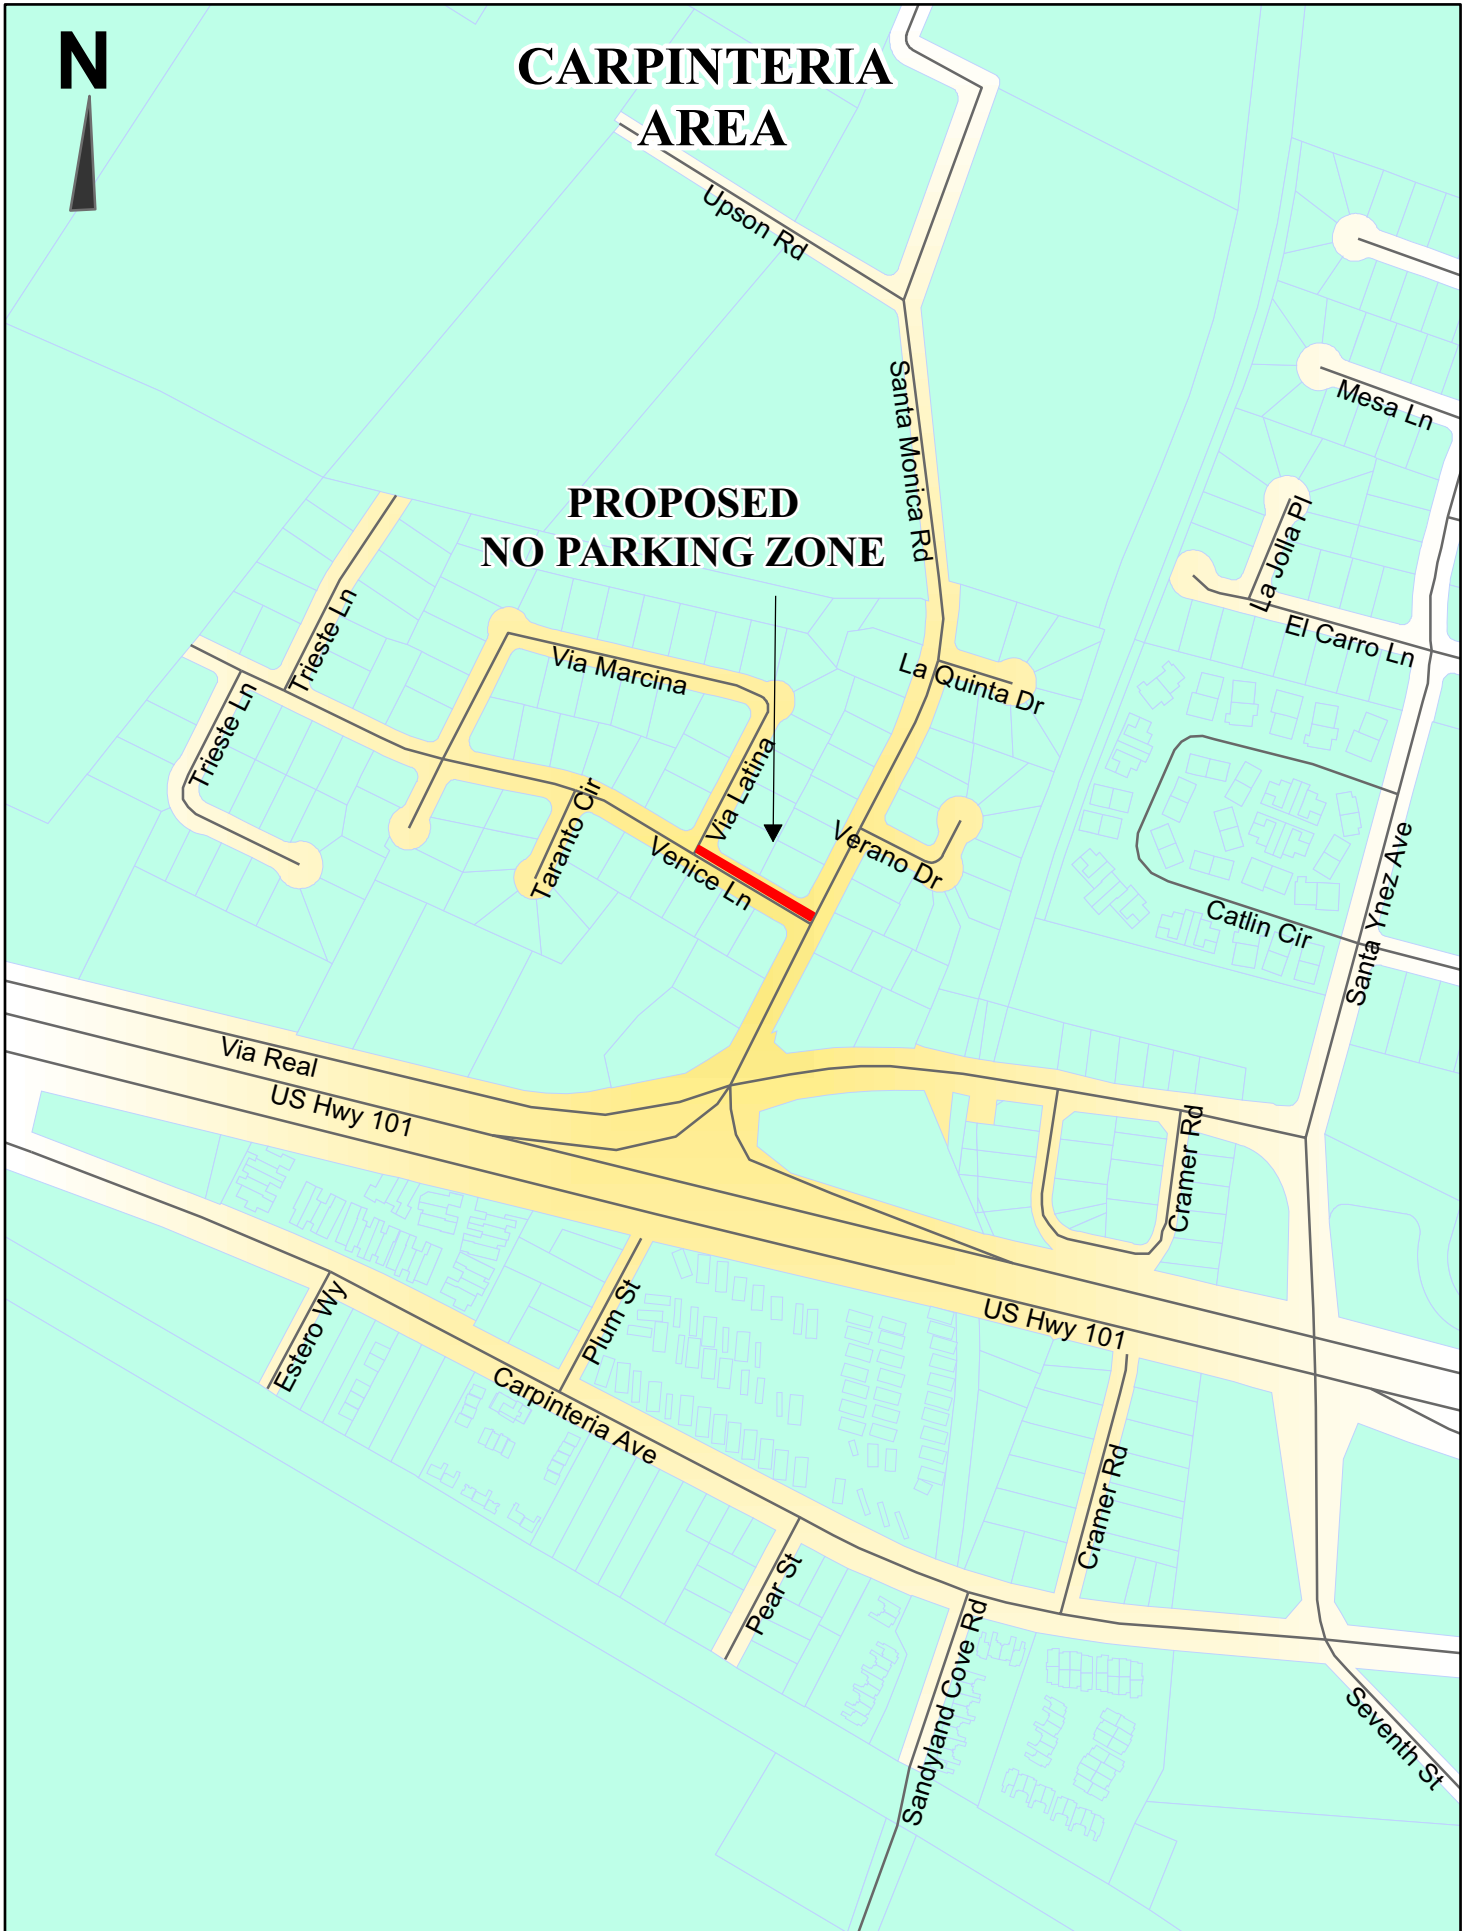 N
CARPINTERIA
AREA
Upson Rd
Santa Monica Rd
Mesa Ln
PROPOSED
NO PARKING ZONE
La Jolla Pl
El Carro Ln
Trieste Ln
Via Marcina
La Quinta Dr
Trieste Ln
Via Latina
Taranto Cir
Venice Ln
Verano Dr
Catlin Cir
Santa Ynez Ave
Via Real
US Hwy 101
Cramer Rd
US Hwy 101
Estero Wy
Plum St
Carpinteria Ave
Cramer Rd
Pear St
Sandyland Cove Rd
Seventh St